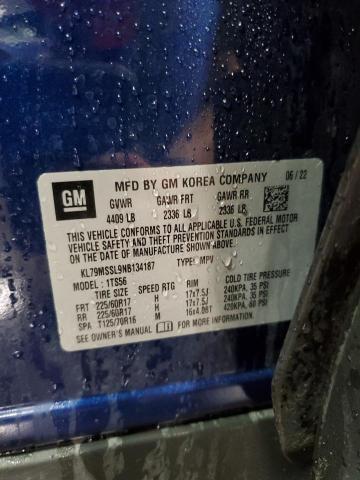 GM
MFD BY GM KOREA COMPANY 06/22
GVWR GAWR FRT GAWR RR
4409 LB 2336 LB 2336 LB
THIS VEHICLE CONFORMS TO ALL APPLICABLE U.S. FEDERAL MOTOR
VEHICLE SAFETY AND THEFT PREVENTION STANDARDS
IN EFFECT ON THE DATE OF
MANUFACTURE SHOWN ABOVE.
KL79MSSL9NB134187 TYPE: MPV
MODEL: 1TS56
TIRE SIZE SPEED RTG RIM COLD TIRE PRESSURE
FRT 225/60R17 H 17x7.5J 240KPA, 35 PSI
RR 225/60R17 H 17x7.5J 240KPA, 35 PSI
SPA T125/70R16 M 16x4.0BT 420KPA, 60 PSI
SEE OWNER'S MANUAL FOR MORE INFORMATION.